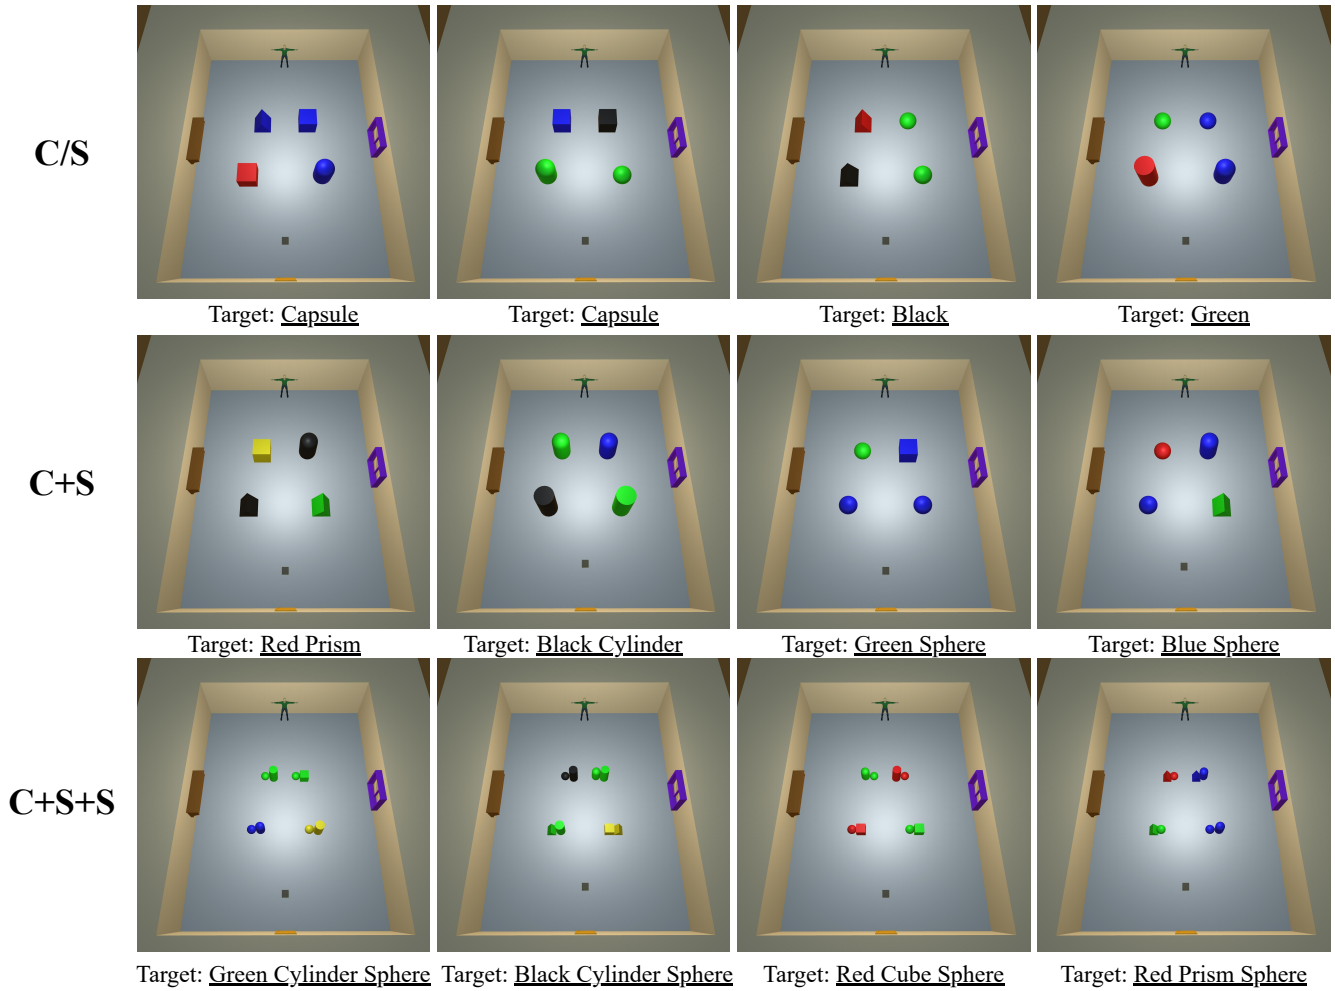 C/S
Target: Capsule
Target: Capsule
Target: Black
Target: Green
C+S
Target: Red Prism
Target: Black Cylinder
Target: Green Sphere
Target: Blue Sphere
C+S+S
Target: Green Cylinder Sphere
Target: Black Cylinder Sphere
Target: Red Cube Sphere
Target: Red Prism Sphere